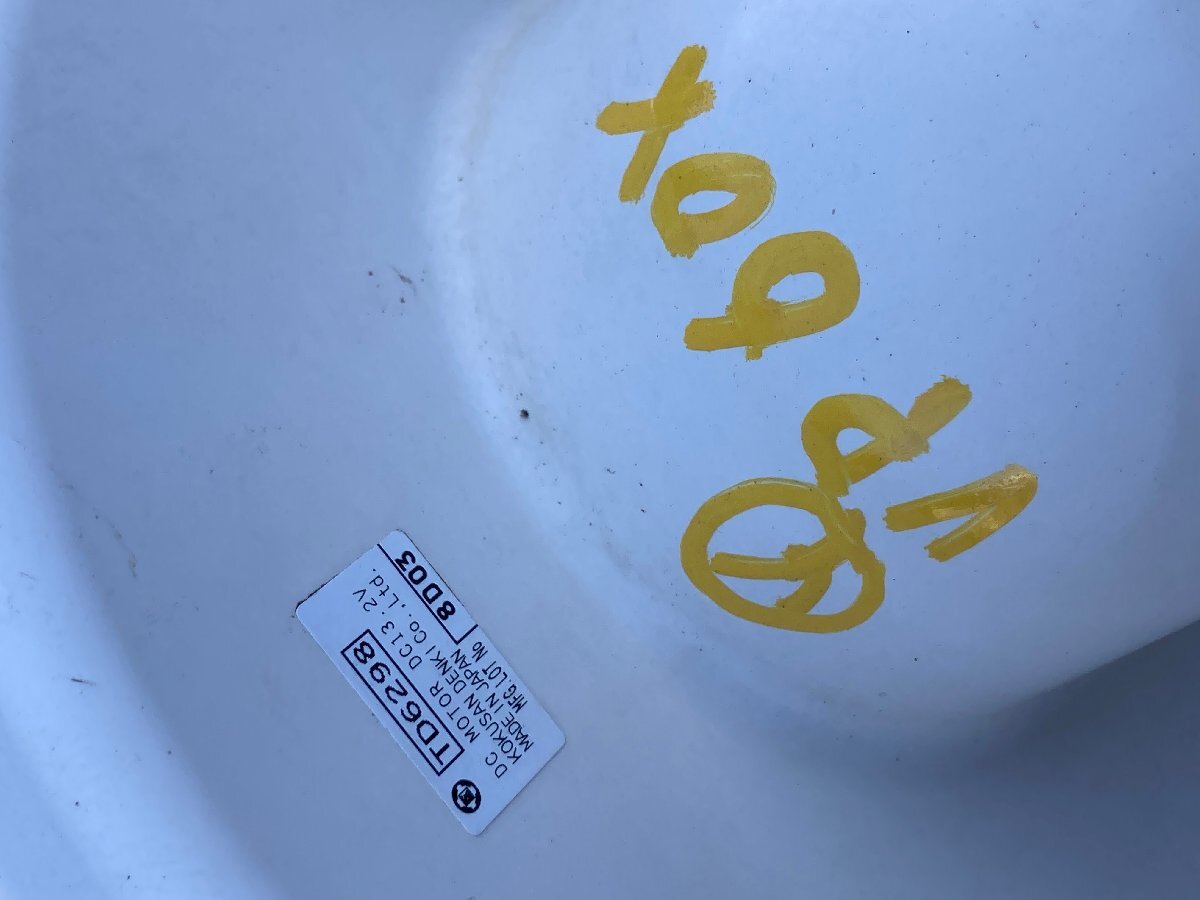 TD6298
DC MOTOR DC13.2V
KOKUSAN DENKI Co.,Ltd.
MADE IN JAPAN
MFG.LOT No 8D03